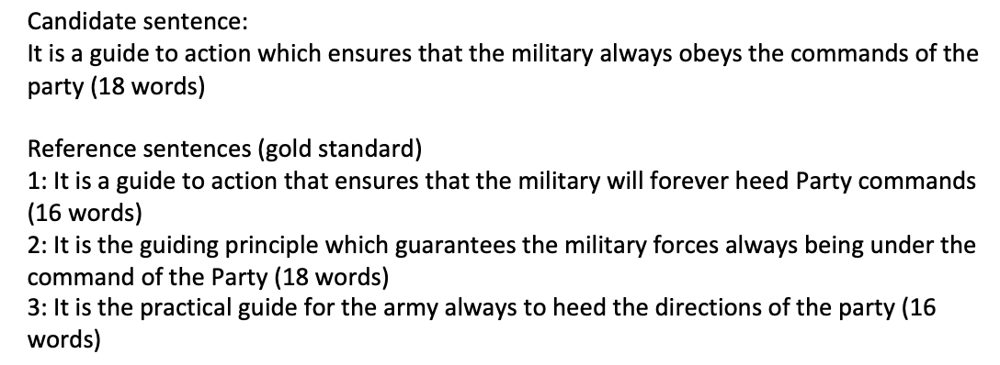 Candidate sentence:
It is a guide to action which ensures that the military always obeys the commands of the
party (18 words)
Reference sentences (gold standard)
1: It is a guide to action that ensures that the military will forever heed Party commands
(16 words)
2: It is the guiding principle which guarantees the military forces always being under the
command of the Party (18 words)
3: It is the practical guide for the army always to heed the directions of the party (16
words)